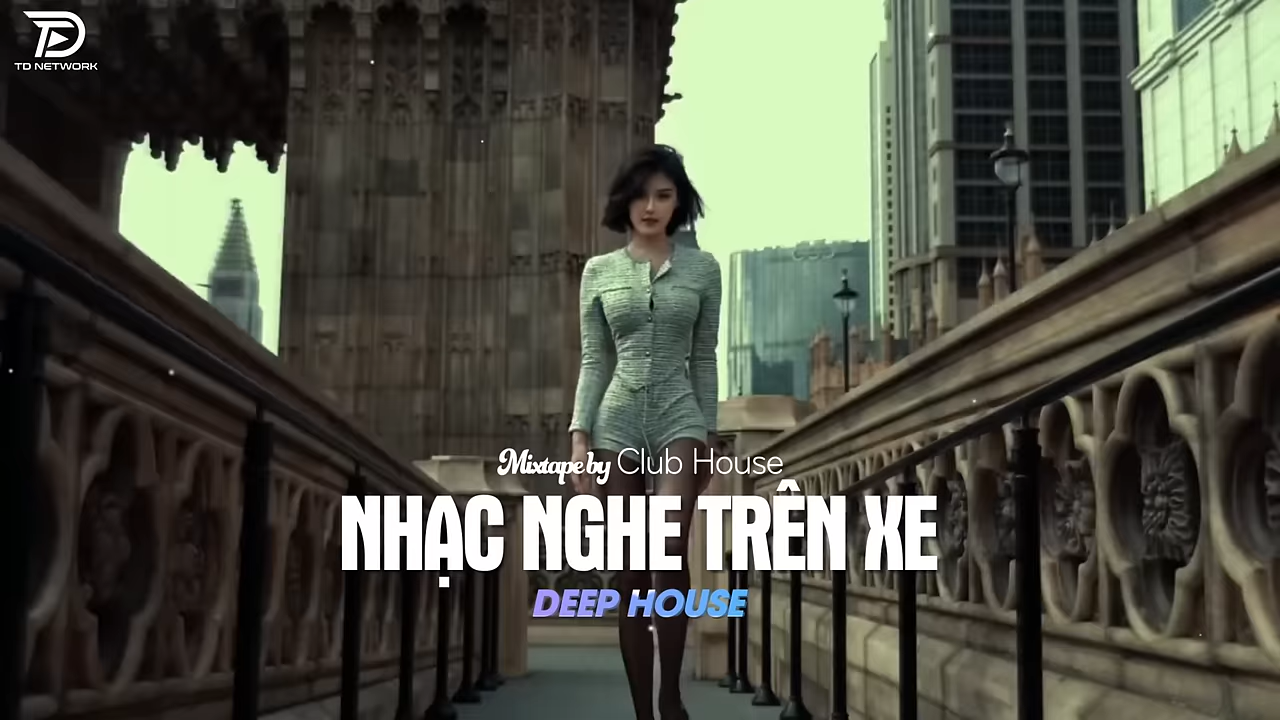 TD NETWORK
Mixtape by Club House
NHẠC NGHE TRÊN XE
DEEP HOUSE